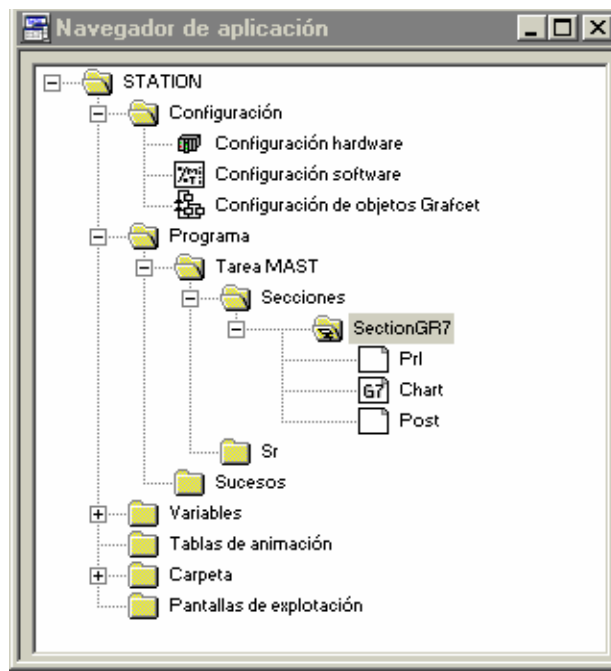 Navegador de aplicación
STATION
Configuración
Configuración hardware
Configuración software
Configuración de objetos Grafcet
Programa
Tarea MAST
Secciones
SectionGR7
Prl
G7 Chart
Post
Sr
Sucesos
Variables
Tablas de animación
Carpeta
Pantallas de explotación